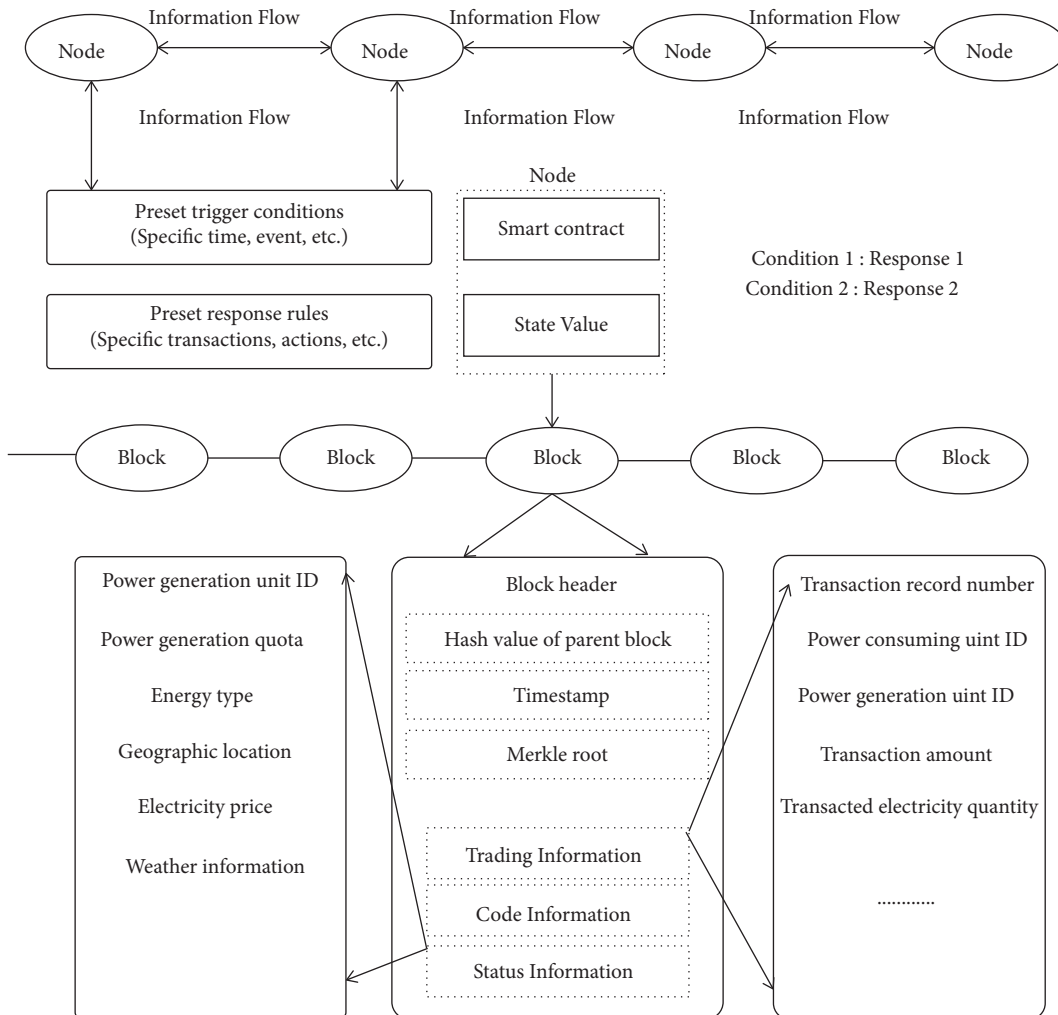 Information Flow
Information Flow
Information Flow
Node
Node
Node
Node
Information Flow
Information Flow
Information Flow
Preset trigger conditions
(Specific time, event, etc.)
Preset response rules
(Specific transactions, actions, etc.)
Node
Smart contract
State Value
Condition 1 : Response 1
Condition 2 : Response 2
Block
Block
Block
Block
Block
Power generation unit ID
Power generation quota
Energy type
Geographic location
Electricity price
Weather information
Block header
Hash value of parent block
Timestamp
Merkle root
Trading Information
Code Information
Status Information
Transaction record number
Power consuming uint ID
Power generation uint ID
Transaction amount
Transacted electricity quantity
............